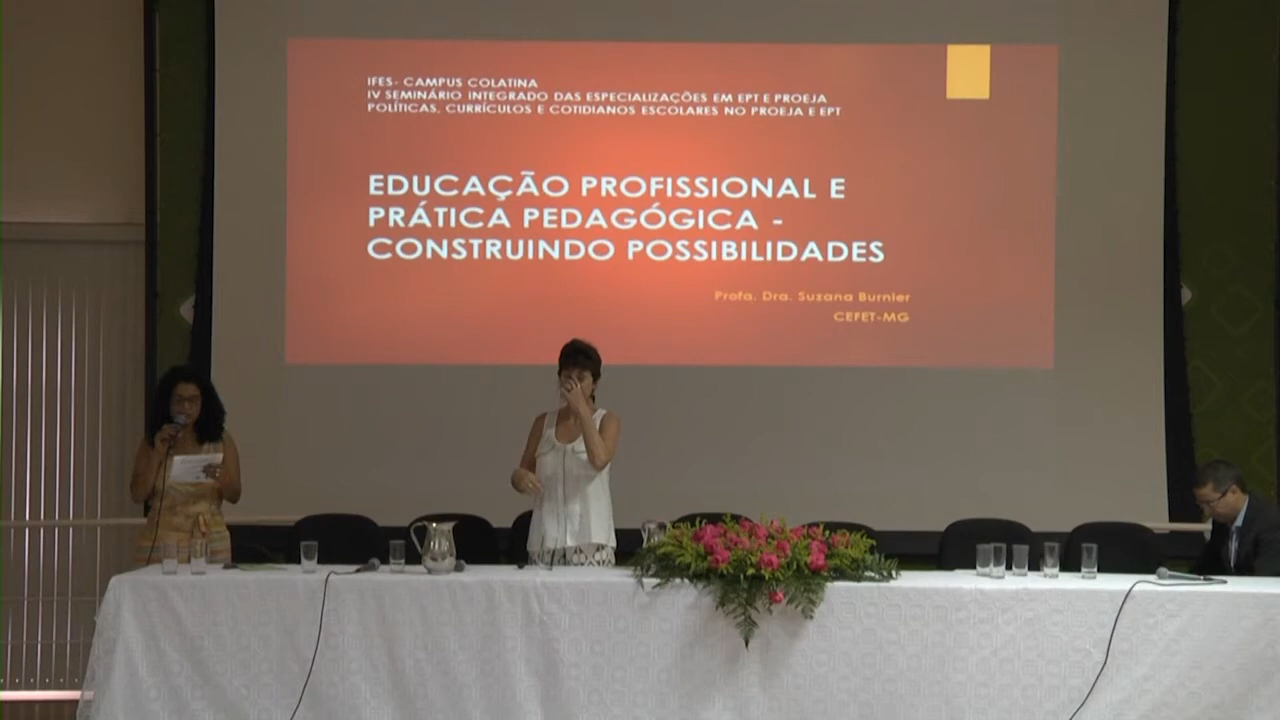 IFES- CAMPUS COLATINA
IV SEMINÁRIO INTEGRADO DAS ESPECIALIZAÇÕES EM EPT E PROEJA
POLÍTICAS, CURRÍCULOS E COTIDIANOS ESCOLARES NO PROEJA E EPT
EDUCAÇÃO PROFISSIONAL E
PRÁTICA PEDAGÓGICA -
CONSTRUINDO POSSIBILIDADES
Profa. Dra. Suzana Burnier
CEFET-MG